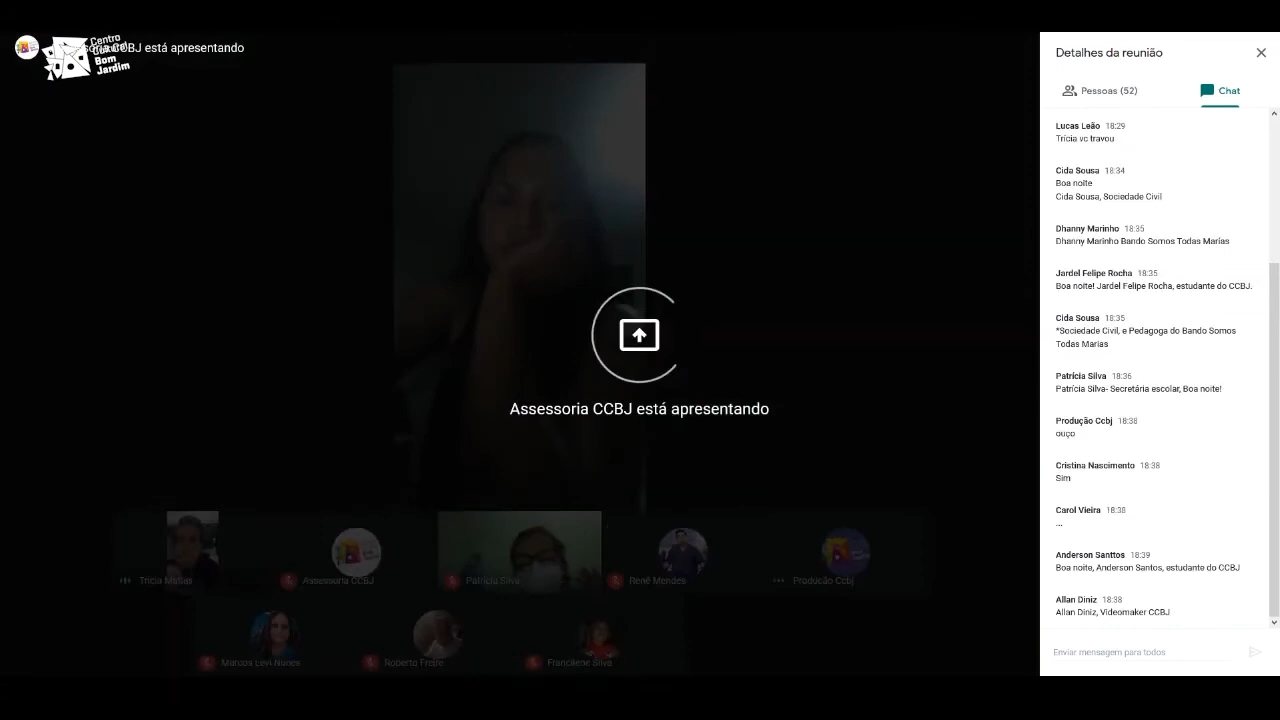 CCBJ está apresentando
Centro
Cultural
Bom
Jardim
Assessoria CCBJ está apresentando
Tricia Matias
Assessoria CCBJ
Patrícia Silva
Renê Mendes
Produção Ccbj
Marcos Levi Nunes
Roberto Freire
Francilene Silva
Detalhes da reunião
Pessoas (52)
Chat
Lucas Leão 18:29
Trícia vc travou
Cida Sousa 18:34
Boa noite
Cida Sousa, Sociedade Civil
Dhanny Marinho 18:35
Dhanny Marinho Bando Somos Todas Marías
Jardel Felipe Rocha 18:35
Boa noite! Jardel Felipe Rocha, estudante do CCBJ.
Cida Sousa 18:35
*Sociedade Civil, e Pedagoga do Bando Somos
Todas Marias
Patrícia Silva 18:36
Patrícia Silva- Secretária escolar, Boa noite!
Produção Ccbj 18:38
ouço
Cristina Nascimento 18:38
Sim
Carol Vieira 18:38
...
Anderson Santtos 18:39
Boa noite, Anderson Santos, estudante do CCBJ
Allan Diniz 18:38
Allan Diniz, Videomaker CCBJ
Enviar mensagem para todos